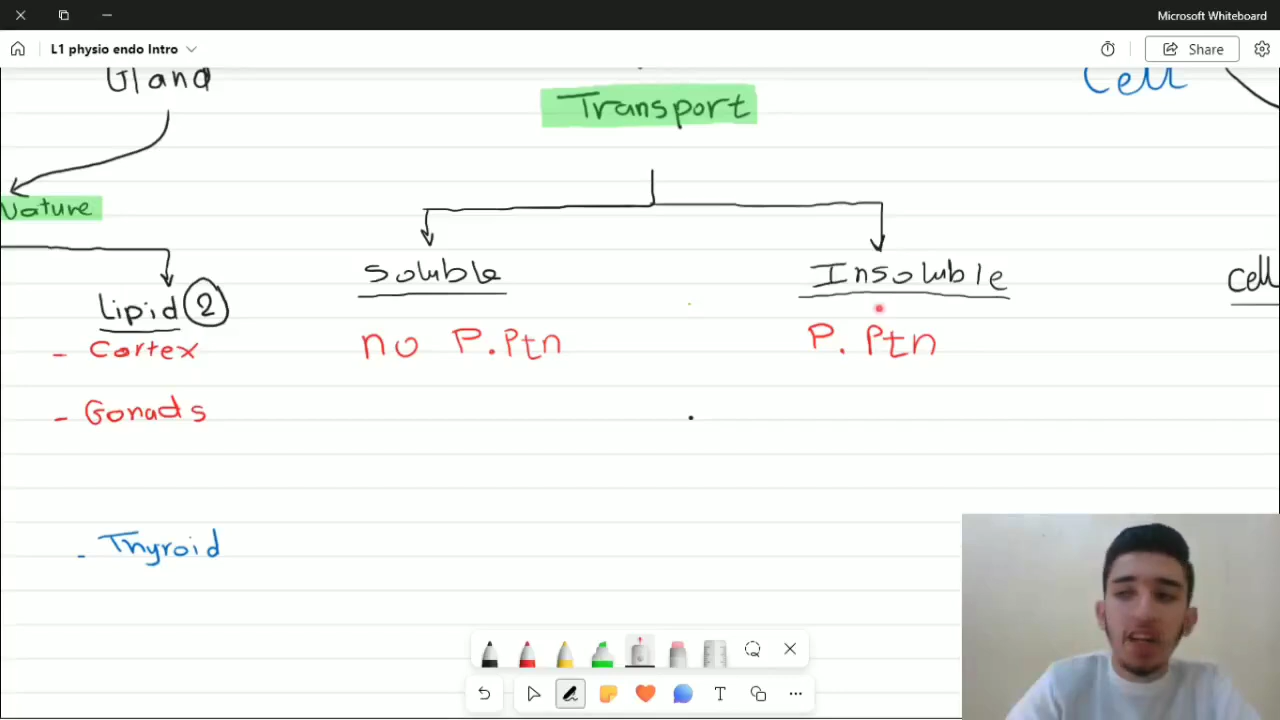 Microsoft Whiteboard
L1 physio endo Intro
Share
Gland
Transport
Cell
Nature
Soluble
Insoluble
Cell
Lipid 2
- Cortex
no P.Ptn
P. Ptn
- Gonads
- Thyroid